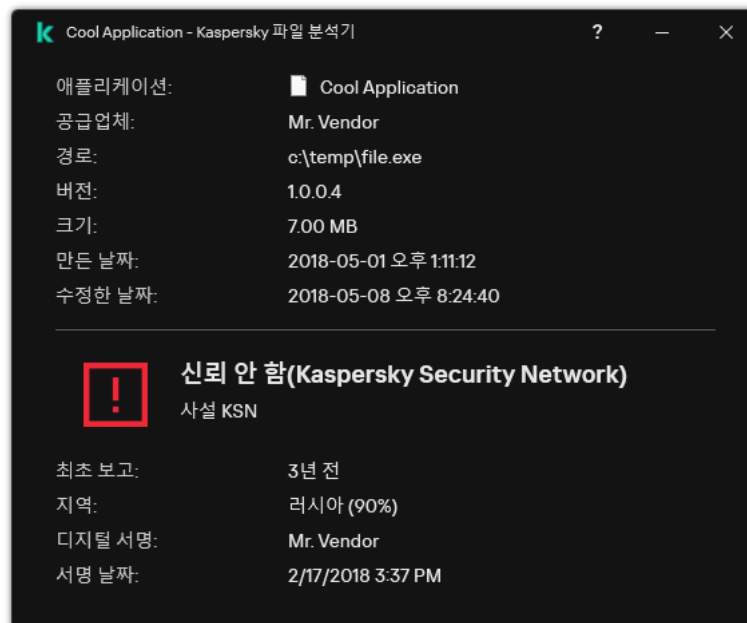 Cool Application - Kaspersky 파일 분석기 ? — ×
애플리케이션: Cool Application
공급업체: Mr. Vendor
경로: c:\temp\file.exe
버전: 1.0.0.4
크기: 7.00 MB
만든 날짜: 2018-05-01 오후 1:11:12
수정한 날짜: 2018-05-08 오후 8:24:40
신뢰 안 함(Kaspersky Security Network)
사설 KSN
최초 보고: 3년 전
지역: 러시아 (90%)
디지털 서명: Mr. Vendor
서명 날짜: 2/17/2018 3:37 PM